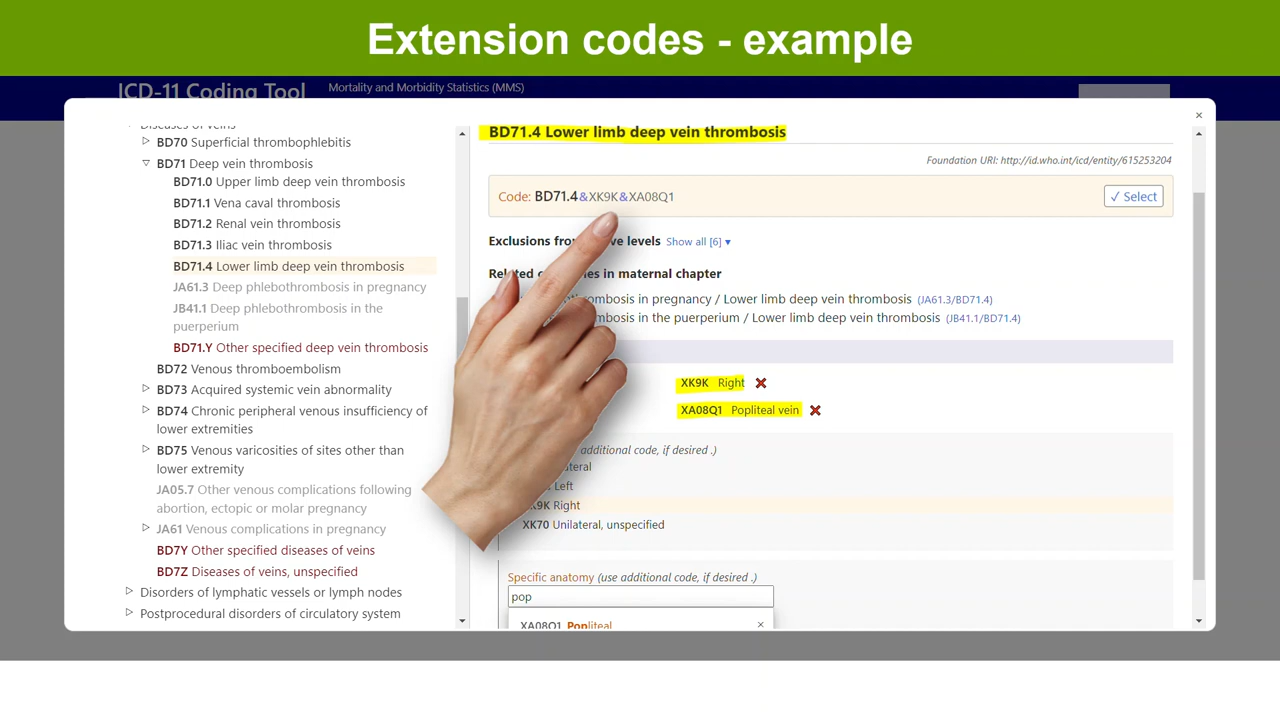 Extension codes - example
ICD-11 Coding Tool
Mortality and Morbidity Statistics (MMS)
Diseases of veins
BD70 Superficial thrombophlebitis
BD71 Deep vein thrombosis
BD71.0 Upper limb deep vein thrombosis
BD71.1 Vena caval thrombosis
BD71.2 Renal vein thrombosis
BD71.3 Iliac vein thrombosis
BD71.4 Lower limb deep vein thrombosis
JA61.3 Deep phlebothrombosis in pregnancy
JB41.1 Deep phlebothrombosis in the
puerperium
BD71.Y Other specified deep vein thrombosis
BD72 Venous thromboembolism
BD73 Acquired systemic vein abnormality
BD74 Chronic peripheral venous insufficiency of
lower extremities
BD75 Venous varicosities of sites other than
lower extremity
JA05.7 Other venous complications following
abortion, ectopic or molar pregnancy
JA61 Venous complications in pregnancy
BD7Y Other specified diseases of veins
BD7Z Diseases of veins, unspecified
Disorders of lymphatic vessels or lymph nodes
Postprocedural disorders of circulatory system
BD71.4 Lower limb deep vein thrombosis
Foundation URI: http://id.who.int/icd/entity/615253204
Code: BD71.4&XK9K&XA08Q1
✓ Select
Exclusions levels Show all [6] ▾
in maternal chapter
in pregnancy / Lower limb deep vein thrombosis (JA61.3/BD71.4)
in the puerperium / Lower limb deep vein thrombosis (JB41.1/BD71.4)
XK9K Right
XA08Q1 Popliteal vein
additional code, if desired .)
Left
Right
XK70 Unilateral, unspecified
Specific anatomy (use additional code, if desired .)
pop
XA08Q1 Popliteal